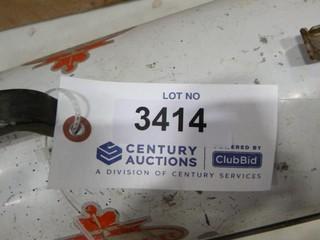 LOT NO
3414
CENTURY
AUCTIONS
POWERED BY
ClubBid
A DIVISION OF CENTURY SERVICES